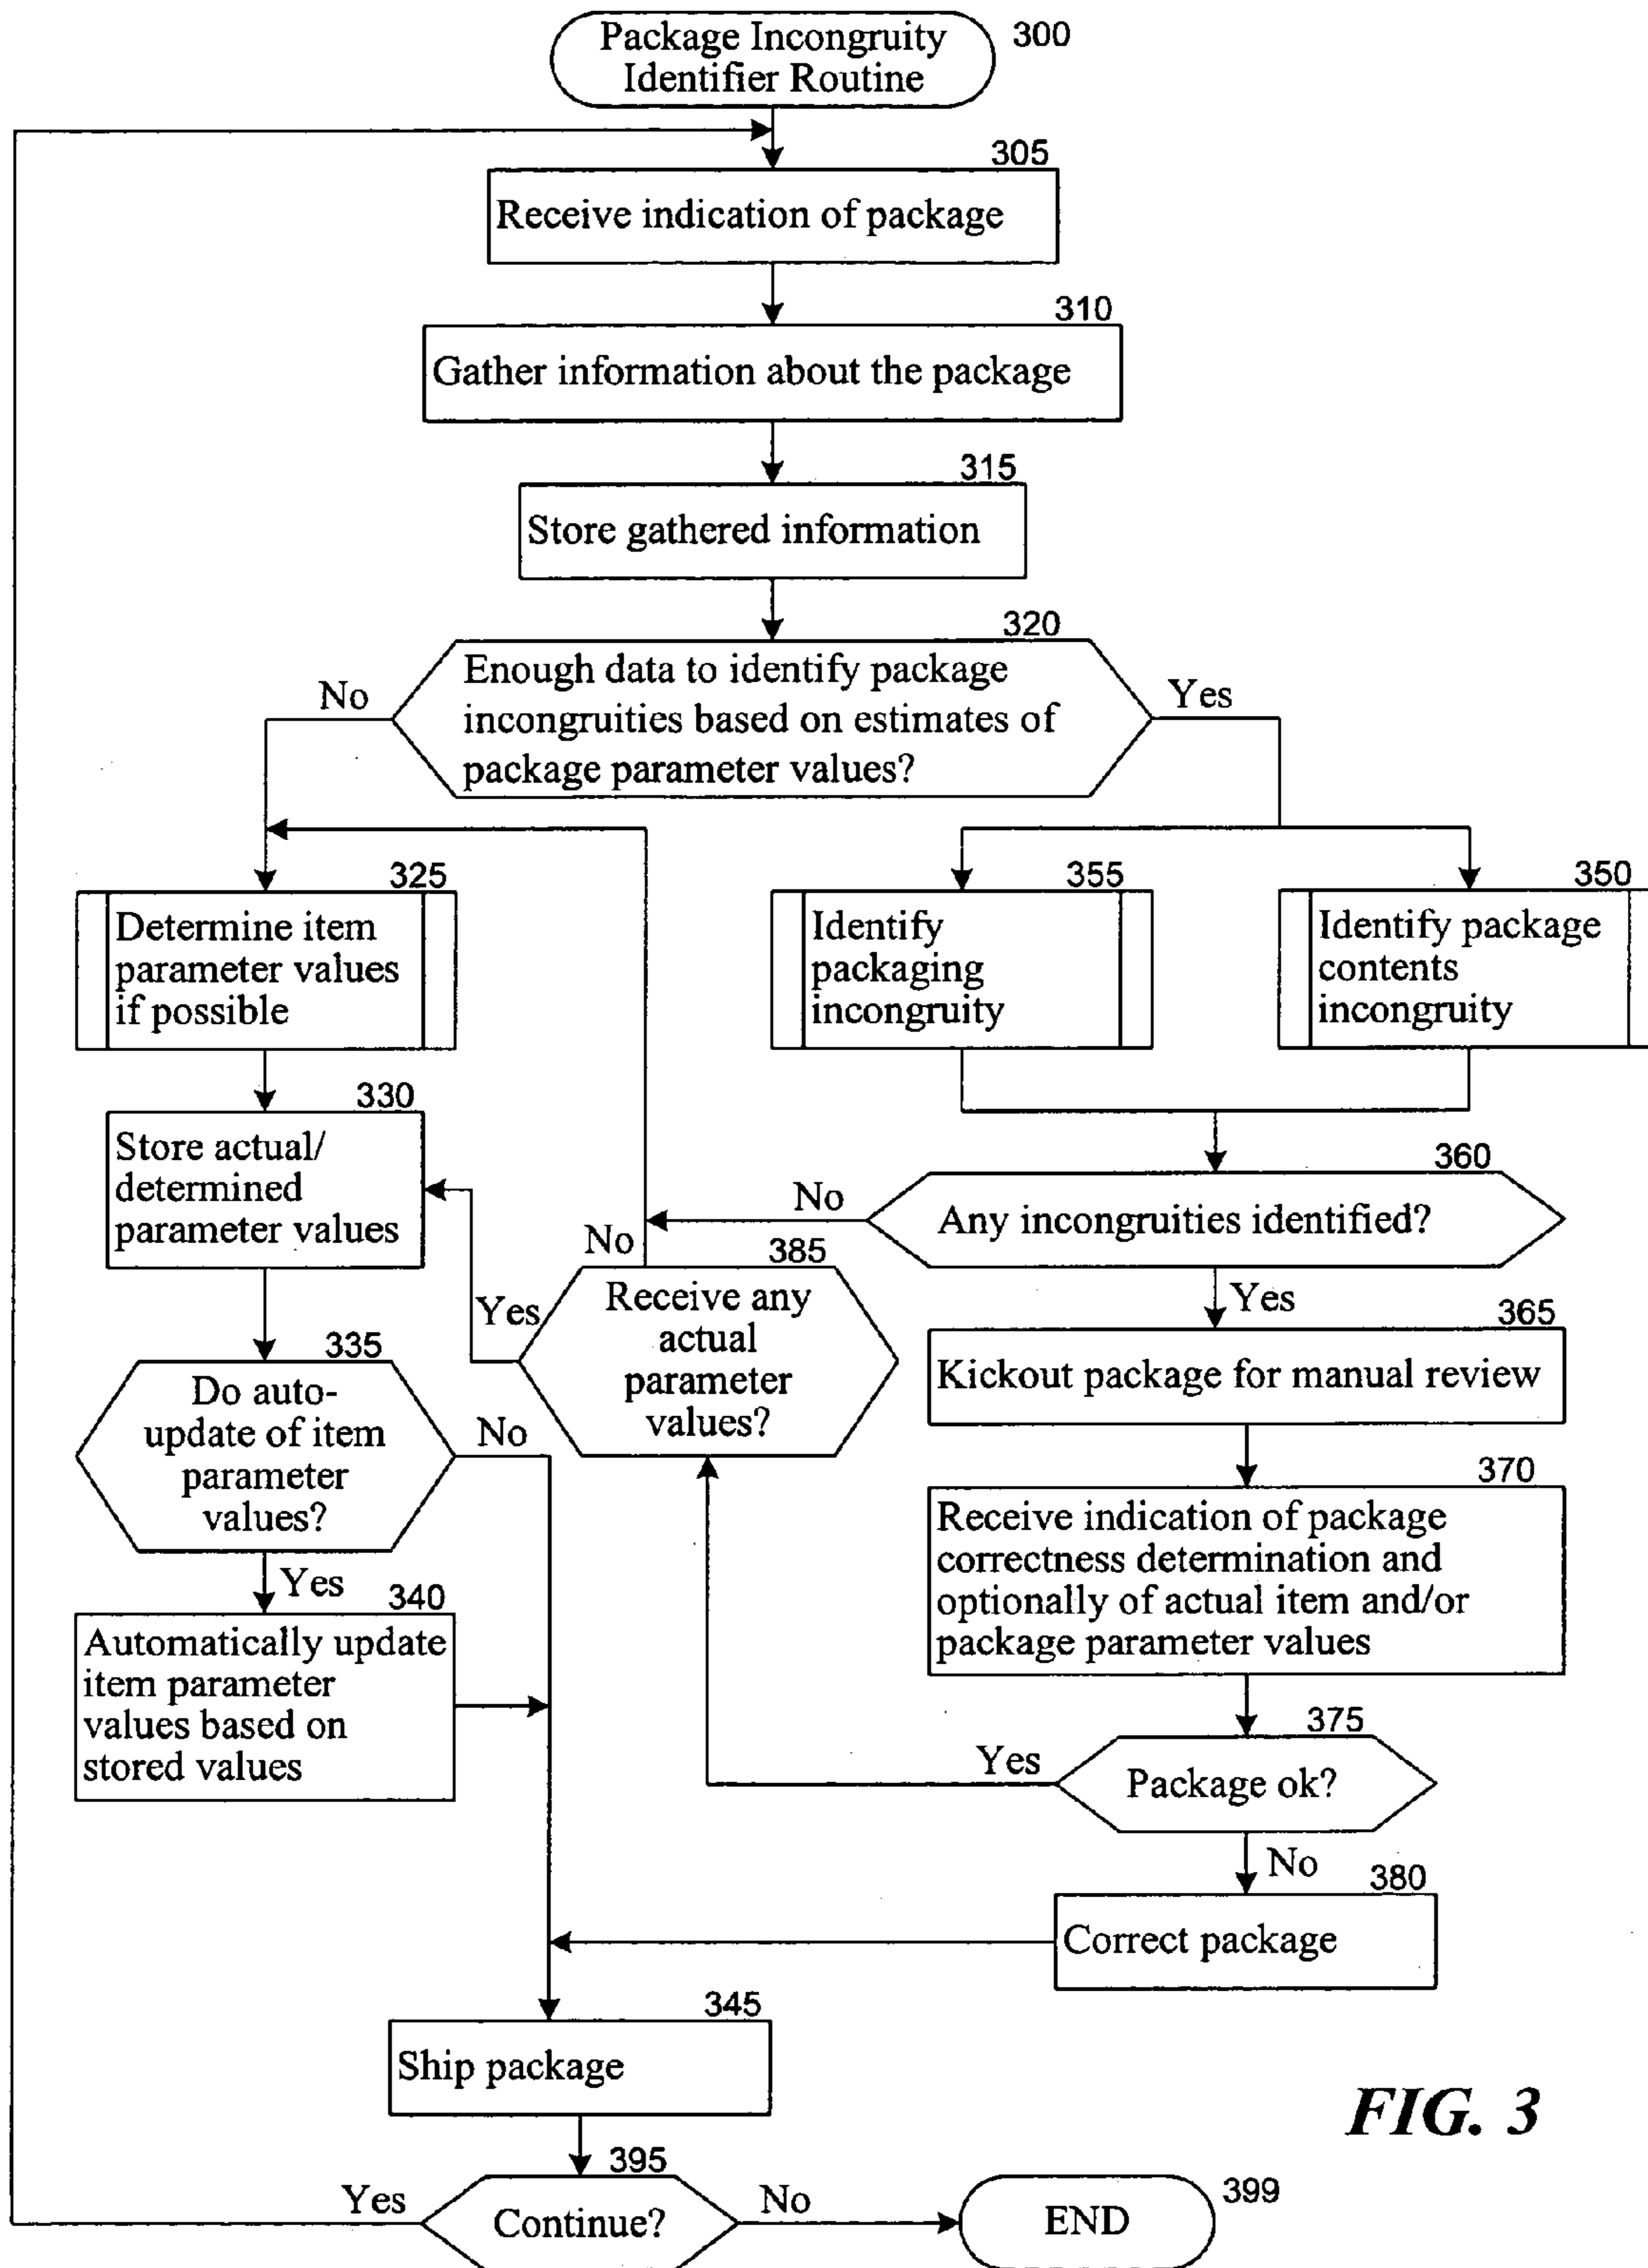 Package Incongruity
Identifier Routine
300
305
Receive indication of package
310
Gather information about the package
315
Store gathered information
320
Enough data to identify package
incongruities based on estimates of
package parameter values?
No
Yes
325
Determine item
parameter values
if possible
355
Identify
packaging
incongruity
350
Identify package
contents
incongruity
330
Store actual/
determined
parameter values
360
Any incongruities identified?
No
No
385
Receive any
actual
parameter
values?
Yes
Yes
365
Kickout package for manual review
335
Do auto-
update of item
parameter
values?
No
Yes
370
Receive indication of package
correctness determination and
optionally of actual item and/or
package parameter values
340
Automatically update
item parameter
values based on
stored values
375
Package ok?
Yes
No
380
Correct package
345
Ship package
FIG. 3
395
Continue?
Yes
No
END
399